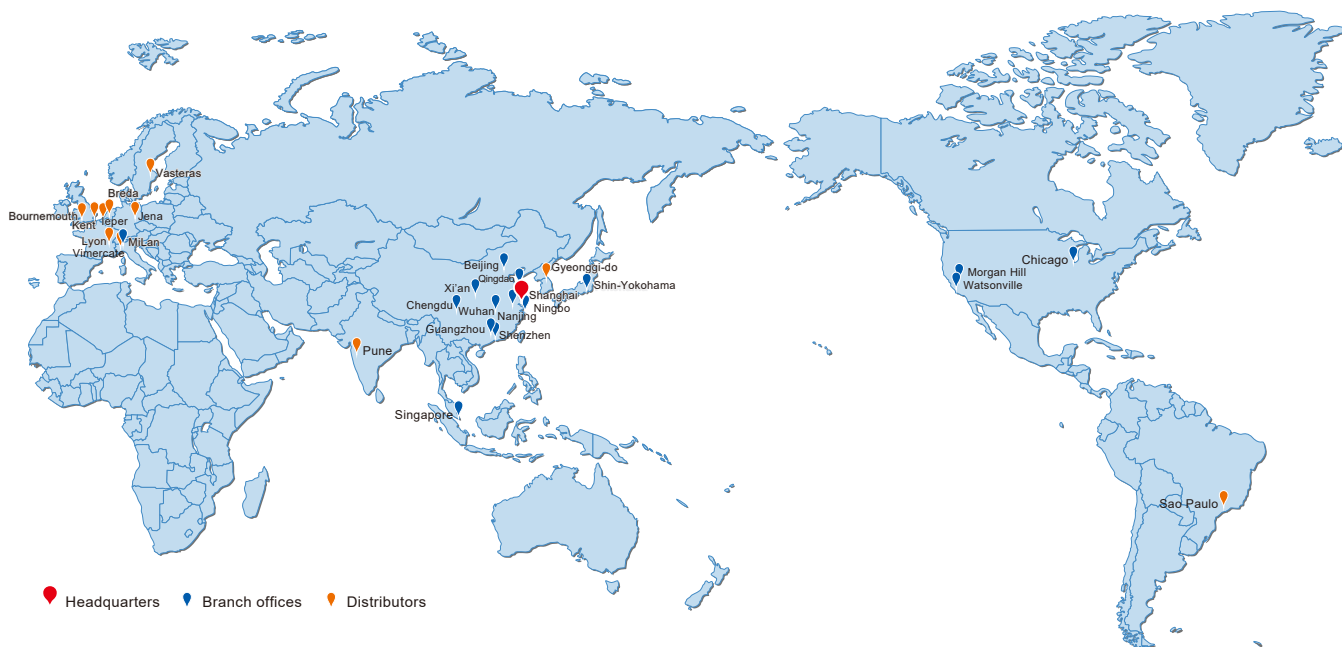 Vasteras
Breda
Bournemouth
Kent
Ieper
Jena
Lyon
MiLan
Vimercate
Beijing
Gyeonggi-do
Qingdao
Shin-Yokohama
Xi'an
Shanghai
Chengdu
Wuhan
Ningbo
Nanjing
Guangzhou
Shenzhen
Pune
Singapore
Chicago
Morgan Hill
Watsonville
Sao Paulo
Headquarters
Branch offices
Distributors